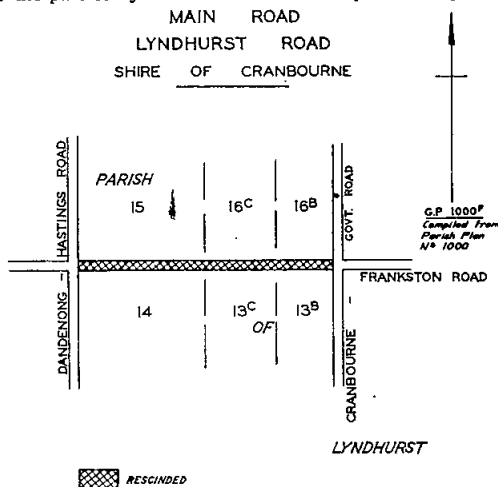 MAIN ROAD
LYNDHURST ROAD
SHIRE OF CRANBOURNE
HASTINGS ROAD
PARISH
15
16C
16B
GOVT. ROAD
G.P. 1000F
Compiled from
Parish Plan
No 1000
FRANKSTON ROAD
DANDENONG –
14
13C
13B
OF
CRANBOURNE –
LYNDHURST
RESCINDED